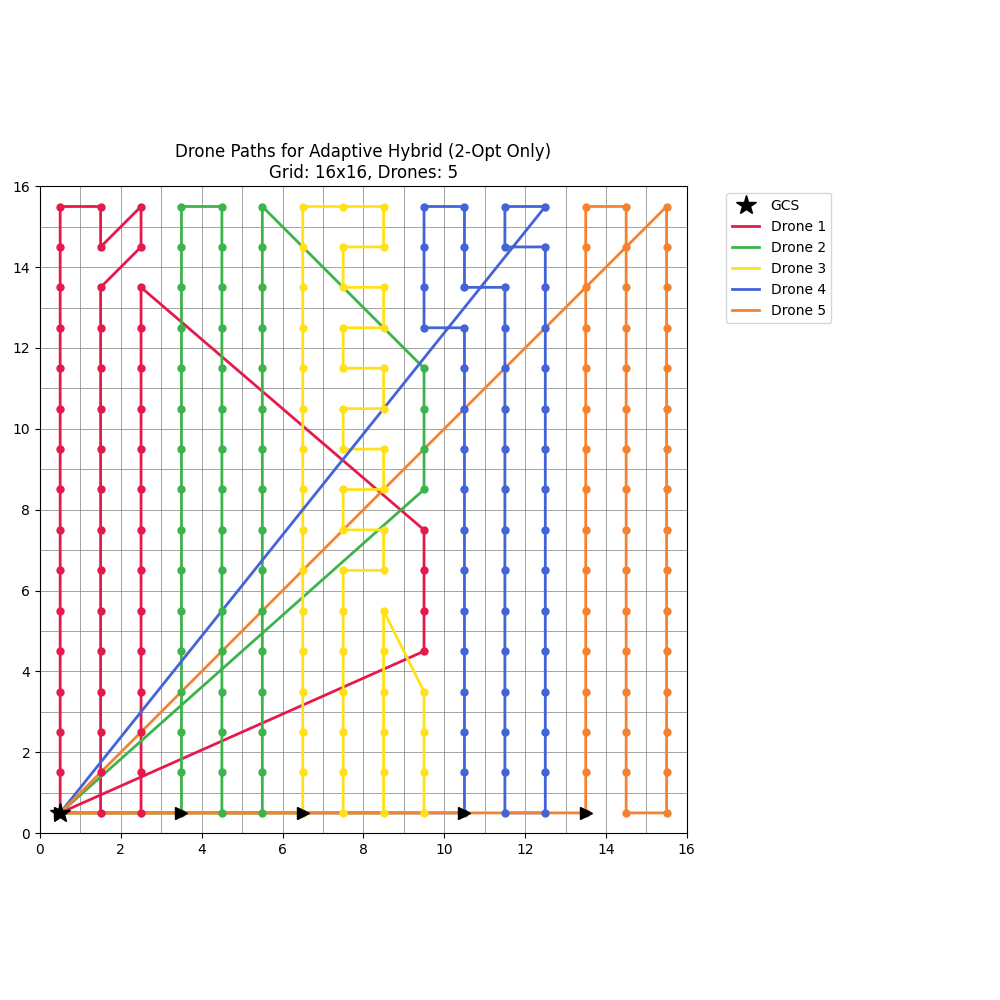 Drone Paths for Adaptive Hybrid (2-Opt Only)
Grid: 16x16, Drones: 5
GCS
Drone 1
Drone 2
Drone 3
Drone 4
Drone 5
16
14
12
10
8
6
4
2
0
0 2 4 6 8 10 12 14 16